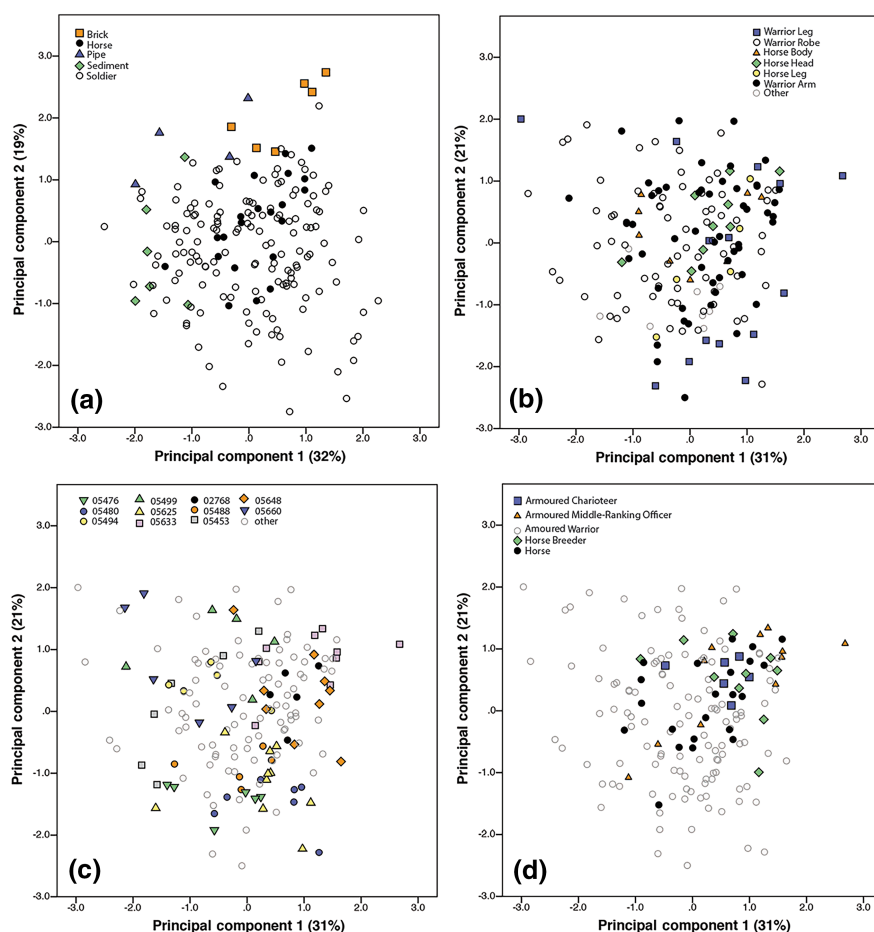 Brick
Horse
Pipe
Sediment
Soldier
3.0
2.0
1.0
.0
-1.0
-2.0
-3.0
Principal component 2 (19%)
(a)
-3.0 -2.0 -1.0 .0 1.0 2.0 3.0
Principal component 1 (32%)
Warrior Leg
Warrior Robe
Horse Body
Horse Head
Horse Leg
Warrior Arm
Other
3.0
2.0
1.0
.0
-1.0
-2.0
-3.0
Principal component 2 (21%)
(b)
-3.0 -2.0 -1.0 .0 1.0 2.0 3.0
Principal component 1 (31%)
05476 05499 02768 05648
05480 05625 05488 05660
05494 05633 05453 other
3.0
2.0
1.0
.0
-1.0
-2.0
-3.0
Principal component 2 (21%)
(c)
-3.0 -2.0 -1.0 .0 1.0 2.0 3.0
Principal component 1 (31%)
Armoured Charioteer
Armoured Middle-Ranking Officer
Amoured Warrior
Horse Breeder
Horse
3.0
2.0
1.0
.0
-1.0
-2.0
-3.0
Principal component 2 (21%)
(d)
-3.0 -2.0 -1.0 .0 1.0 2.0 3.0
Principal component 1 (31%)